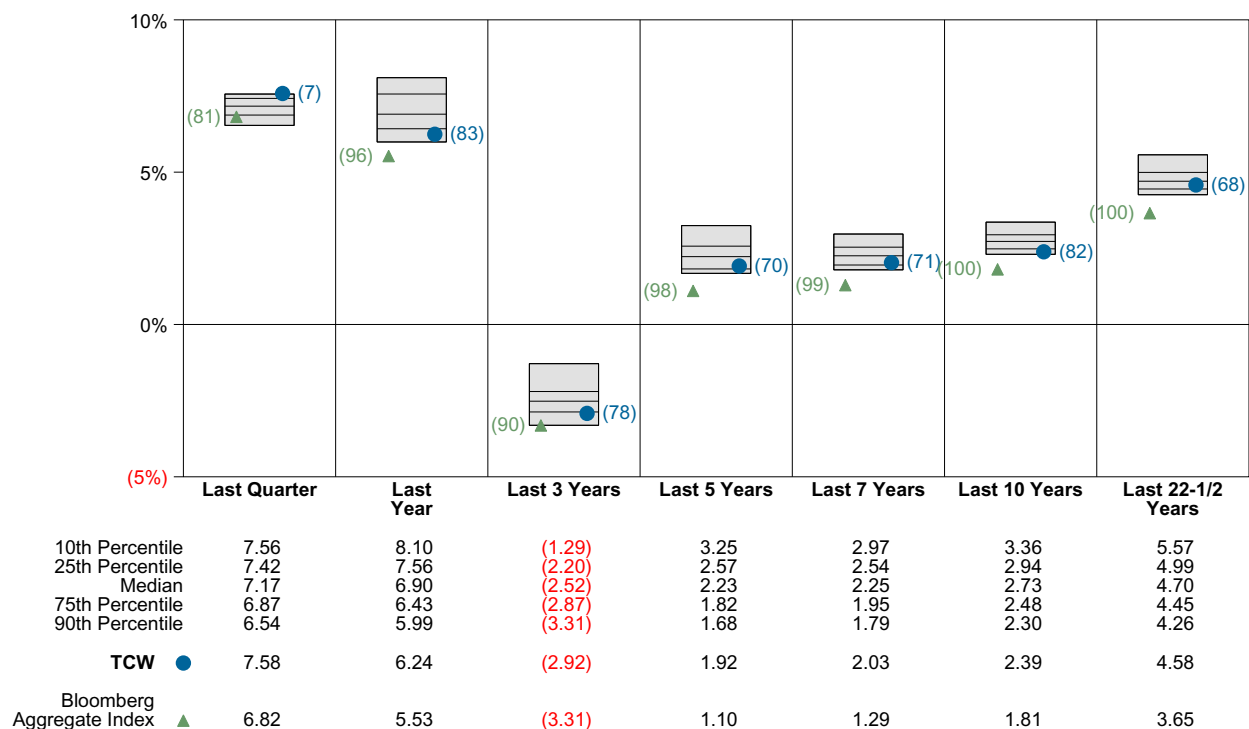 10%
5%
0%
(5%)
(81) (7)
(96) (83)
(90) (78)
(98) (70)
(99) (71)
(100) (82)
(100) (68)
Last Quarter Last Year Last 3 Years Last 5 Years Last 7 Years Last 10 Years Last 22-1/2 Years
10th Percentile 7.56 8.10 (1.29) 3.25 2.97 3.36 5.57
25th Percentile 7.42 7.56 (2.20) 2.57 2.54 2.94 4.99
Median 7.17 6.90 (2.52) 2.23 2.25 2.73 4.70
75th Percentile 6.87 6.43 (2.87) 1.82 1.95 2.48 4.45
90th Percentile 6.54 5.99 (3.31) 1.68 1.79 2.30 4.26
TCW 7.58 6.24 (2.92) 1.92 2.03 2.39 4.58
Bloomberg
Aggregate Index 6.82 5.53 (3.31) 1.10 1.29 1.81 3.65